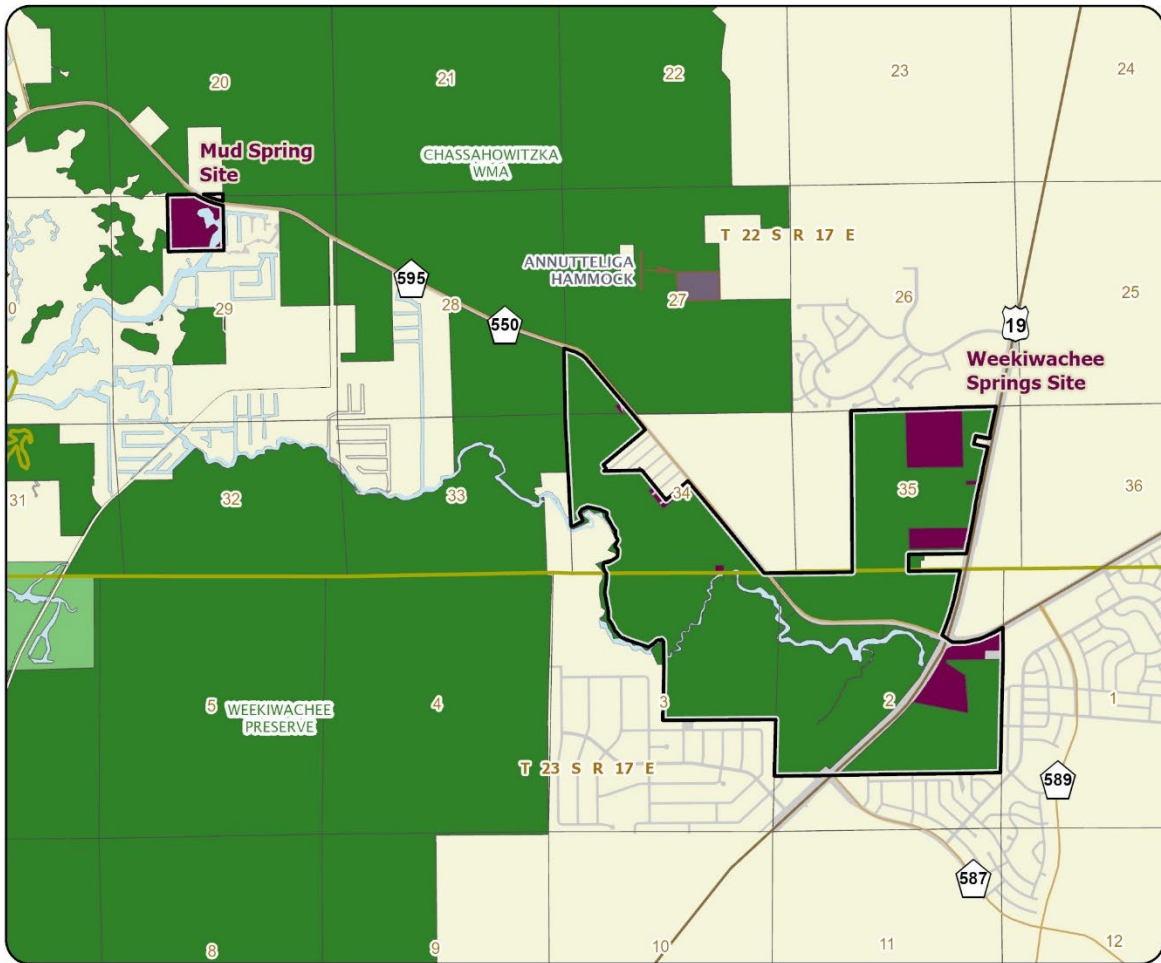 20
21
22
23
24
Mud Spring
Site
CHASSAHOWITZKA
WMA
T 22 S R 17 E
595
ANNUTTELIGA
HAMMOCK
0
29
28
550
27
26
25
19
Weekiwachee
Springs Site
31
32
33
34
35
36
5
4
3
2
1
WEEKIWACHEE
PRESERVE
T 23 S R 17 E
589
587
8
9
10
11
12